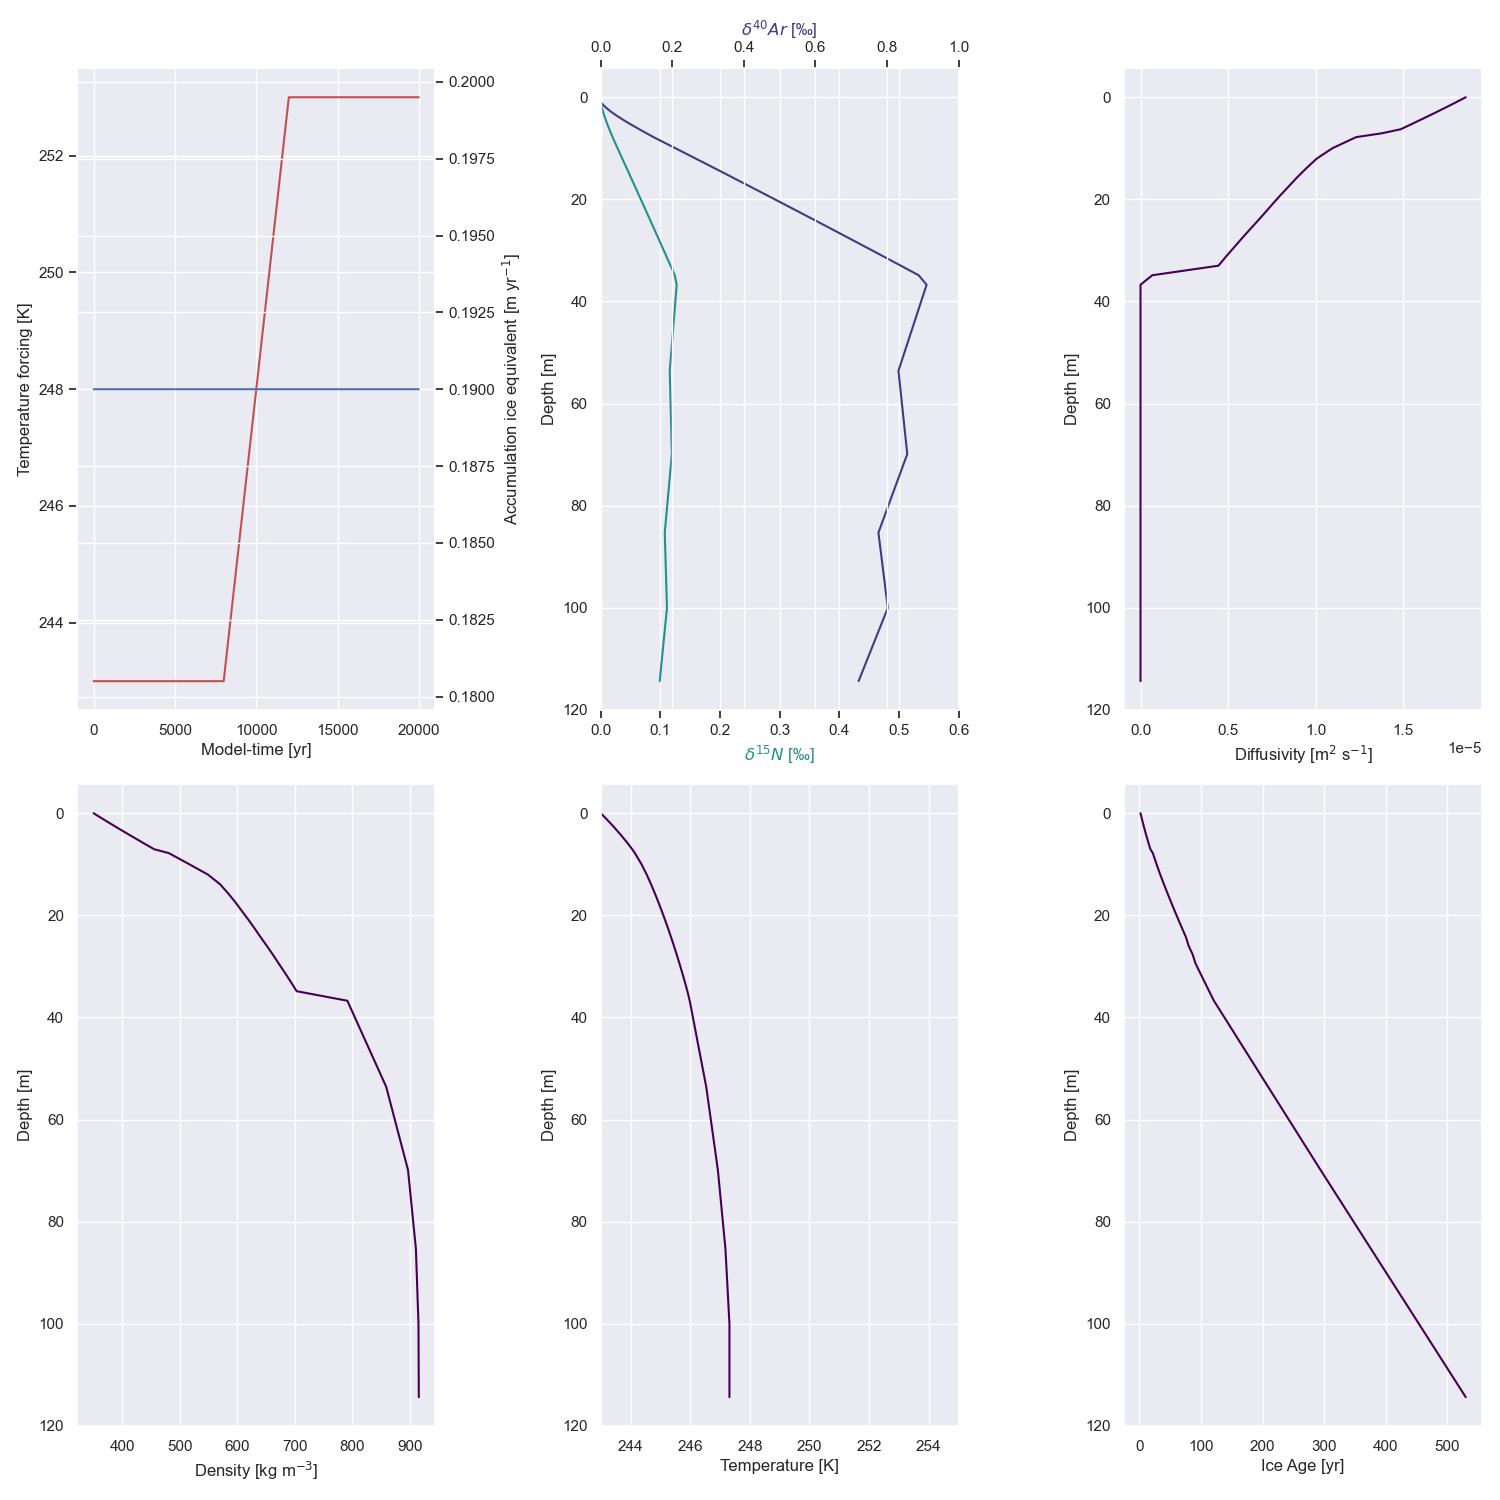 δ⁴⁰Ar [‰]
0.0 0.2 0.4 0.6 0.8 1.0
252
250
248
246
244
Temperature forcing [K]
0.2000
0.1975
0.1950
0.1925
0.1900
0.1875
0.1850
0.1825
0.1800
Accumulation ice equivalent [m yr⁻¹]
0 5000 10000 15000 20000
Model-time [yr]
0
20
40
60
80
100
120
Depth [m]
0.0 0.1 0.2 0.3 0.4 0.5 0.6
δ¹⁵N [‰]
0
20
40
60
80
100
120
Depth [m]
0.0 0.5 1.0 1.5
1e−5
Diffusivity [m² s⁻¹]
0
20
40
60
80
100
120
Depth [m]
400 500 600 700 800 900
Density [kg m⁻³]
0
20
40
60
80
100
120
Depth [m]
244 246 248 250 252 254
Temperature [K]
0
20
40
60
80
100
120
Depth [m]
0 100 200 300 400 500
Ice Age [yr]